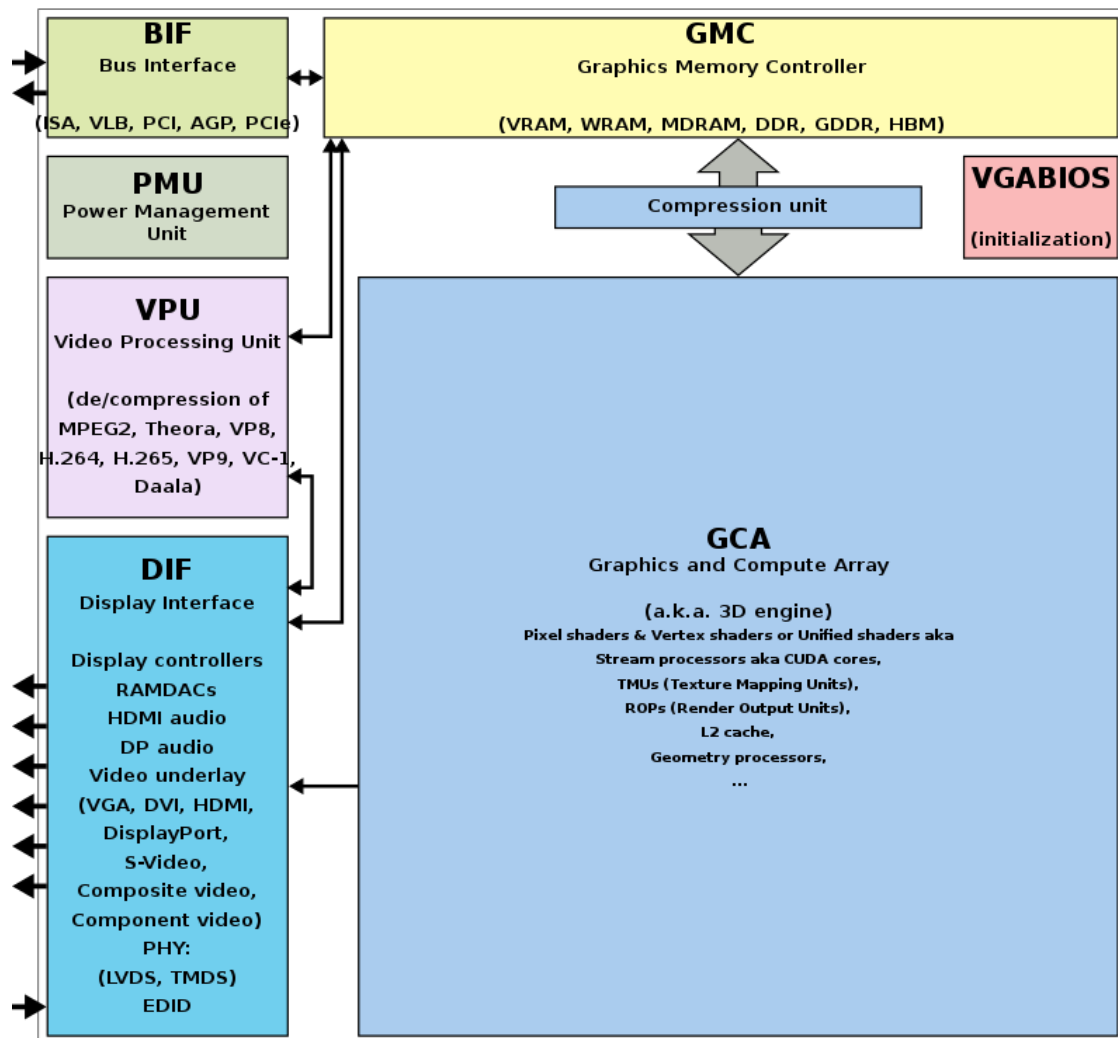 BIF
Bus Interface
(ISA, VLB, PCI, AGP, PCIe)
GMC
Graphics Memory Controller
(VRAM, WRAM, MDRAM, DDR, GDDR, HBM)
PMU
Power Management
Unit
Compression unit
VGABIOS
(initialization)
VPU
Video Processing Unit
(de/compression of
MPEG2, Theora, VP8,
H.264, H.265, VP9, VC-1,
Daala)
GCA
Graphics and Compute Array
(a.k.a. 3D engine)
Pixel shaders & Vertex shaders or Unified shaders aka
Stream processors aka CUDA cores,
TMUs (Texture Mapping Units),
ROPs (Render Output Units),
L2 cache,
Geometry processors,
...
DIF
Display Interface
Display controllers
RAMDACs
HDMI audio
DP audio
Video underlay
(VGA, DVI, HDMI,
DisplayPort,
S-Video,
Composite video,
Component video)
PHY:
(LVDS, TMDS)
EDID